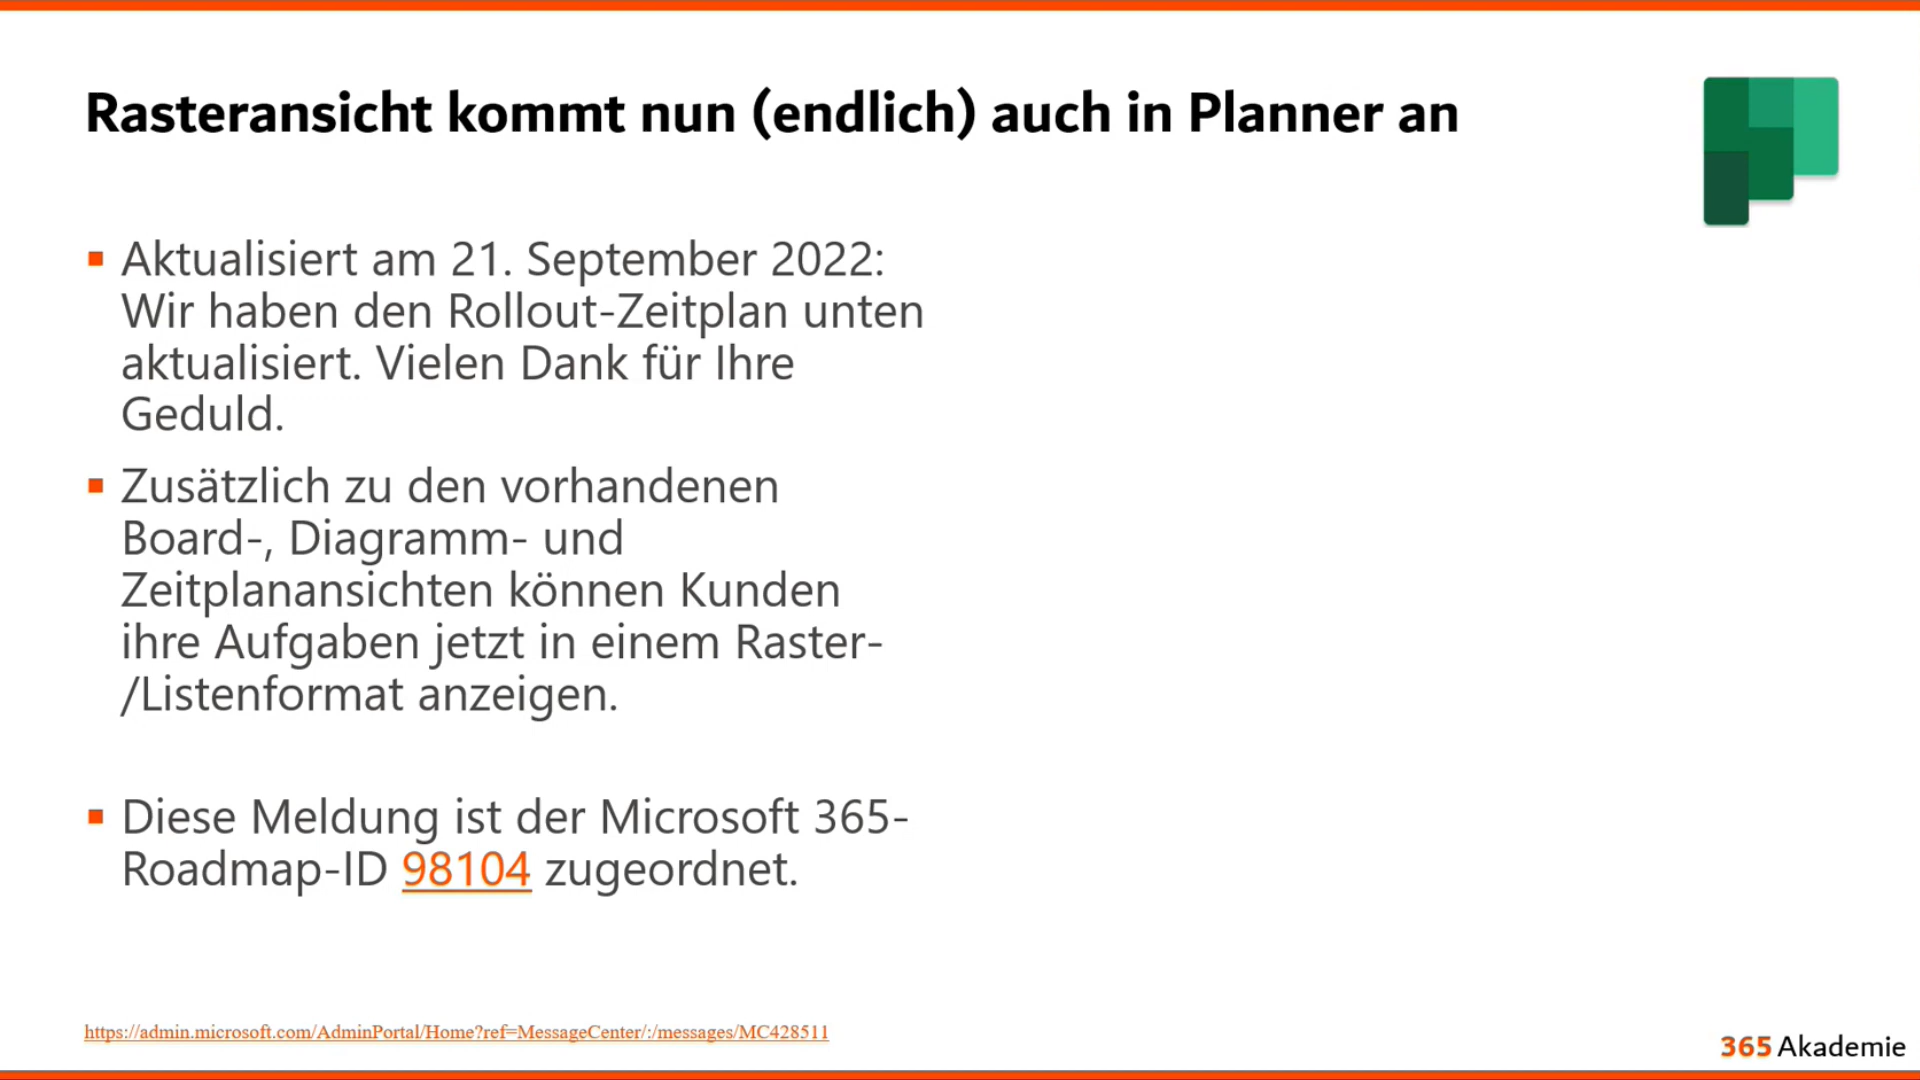 Rasteransicht kommt nun (endlich) auch in Planner an
Aktualisiert am 21. September 2022:
Wir haben den Rollout-Zeitplan unten
aktualisiert. Vielen Dank für Ihre
Geduld.
Zusätzlich zu den vorhandenen
Board-, Diagramm- und
Zeitplanansichten können Kunden
ihre Aufgaben jetzt in einem Raster-
/Listenformat anzeigen.
Diese Meldung ist der Microsoft 365-
Roadmap-ID 98104 zugeordnet.
https://admin.microsoft.com/AdminPortal/Home?ref=MessageCenter/:/messages/MC428511
365 Akademie